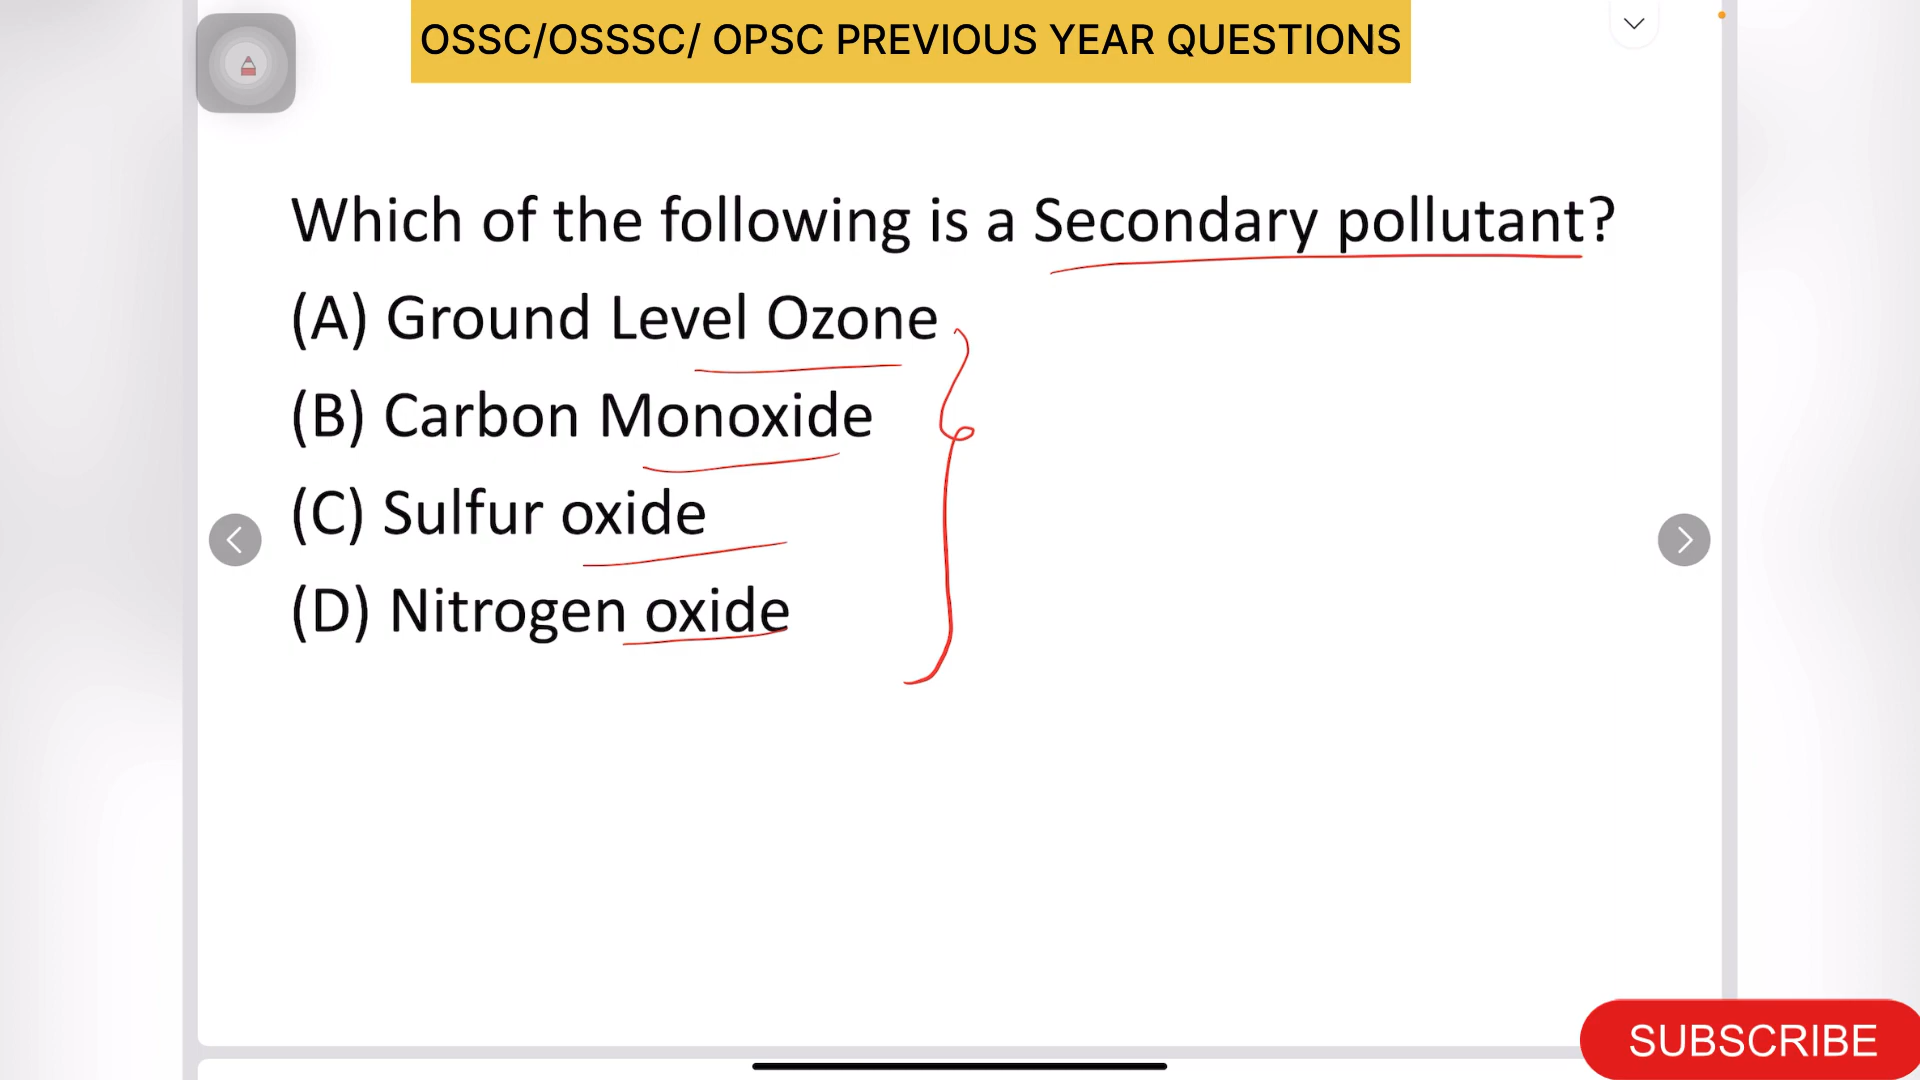 OSSC/OSSSC/ OPSC PREVIOUS YEAR QUESTIONS
Which of the following is a Secondary pollutant?
(A) Ground Level Ozone
(B) Carbon Monoxide
(C) Sulfur oxide
(D) Nitrogen oxide
SUBSCRIBE